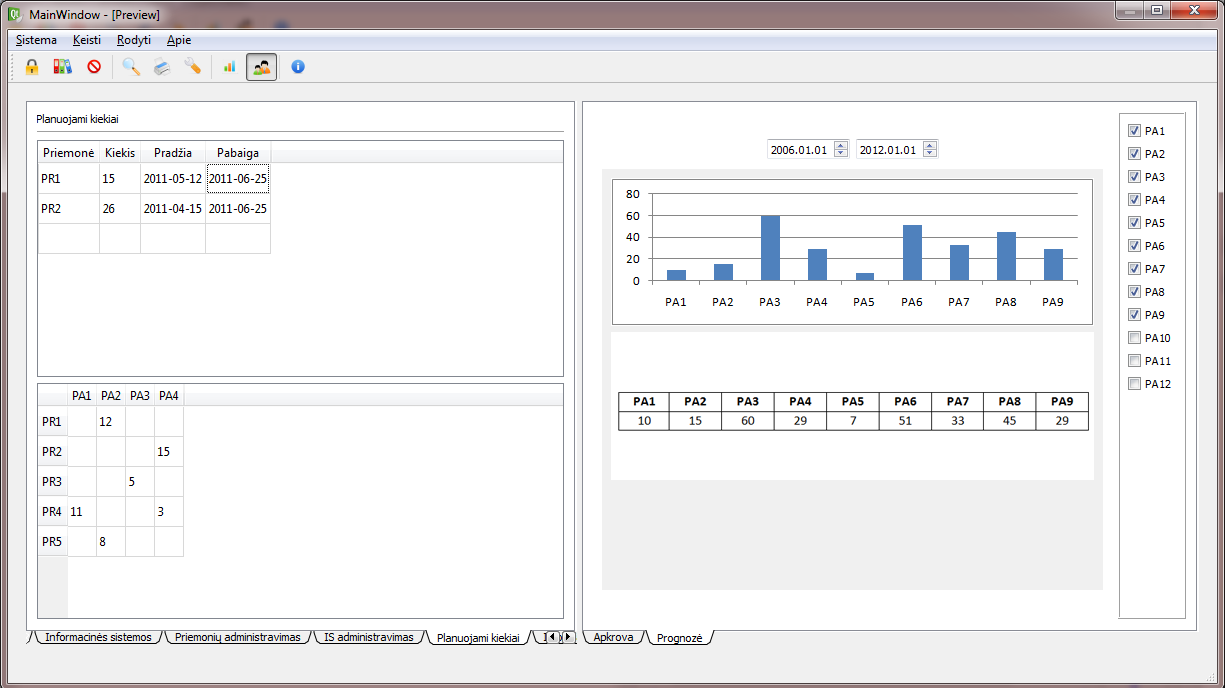 MainWindow - [Preview]
Sistema Keisti Rodyti Apie
Planuojami kiekiai
Priemonė Kiekis Pradžia Pabaiga
PR1 15 2011-05-12 2011-06-25
PR2 26 2011-04-15 2011-06-25
PA1 PA2 PA3 PA4
PR1 12
PR2 15
PR3 5
PR4 11 3
PR5 8
Informacinės sistemos Priemonių administravimas IS administravimas Planuojami kiekiai
2006.01.01 2012.01.01
80
60
40
20
0
PA1 PA2 PA3 PA4 PA5 PA6 PA7 PA8 PA9
PA1 PA2 PA3 PA4 PA5 PA6 PA7 PA8 PA9
10 15 60 29 7 51 33 45 29
Apkrova Prognozė
PA1
PA2
PA3
PA4
PA5
PA6
PA7
PA8
PA9
PA10
PA11
PA12